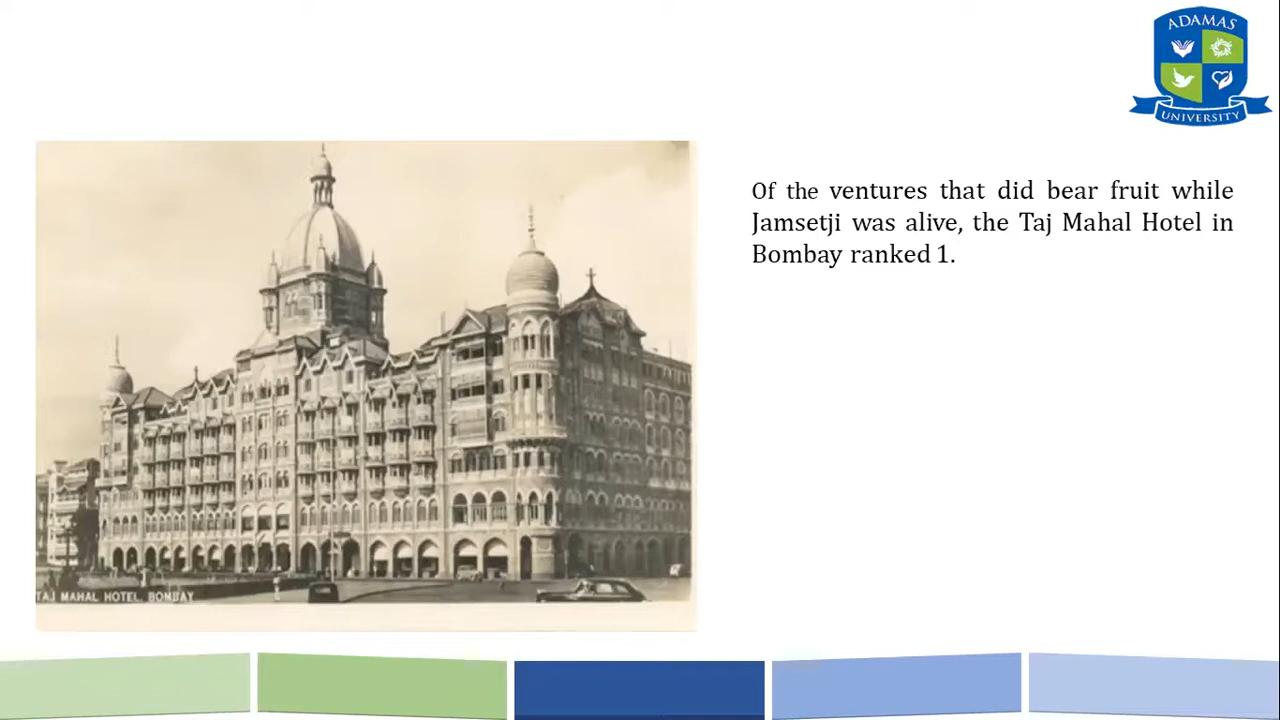 ADAMAS
UNIVERSITY
Of the ventures that did bear fruit while
Jamsetji was alive, the Taj Mahal Hotel in
Bombay ranked 1.
TAJ MAHAL HOTEL. BOMBAY